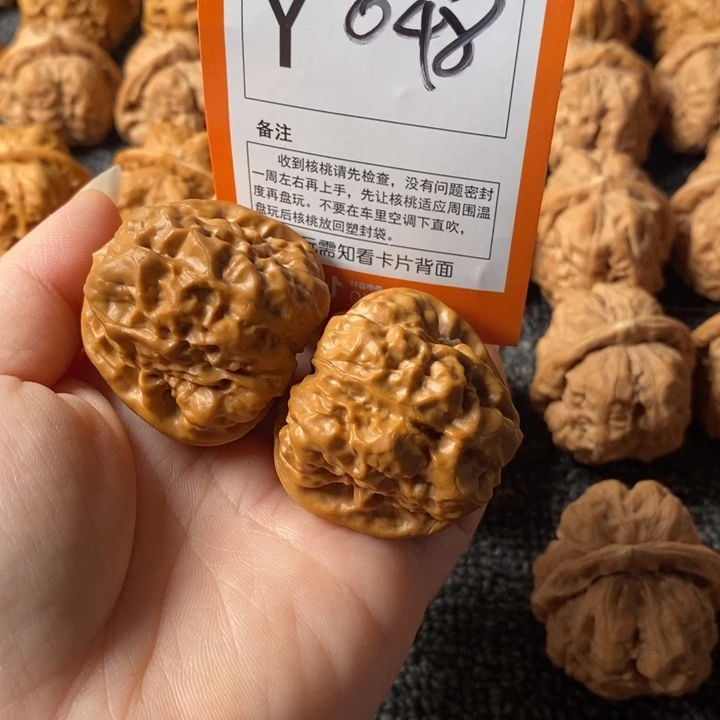 Y 048
备注
收到核桃请先检查，没有问题密封
一周左右再上手，先让核桃适应周围温
度再盘玩。不要在车里空调下直吹，
盘玩后核桃放回塑封袋。
需知看卡片背面